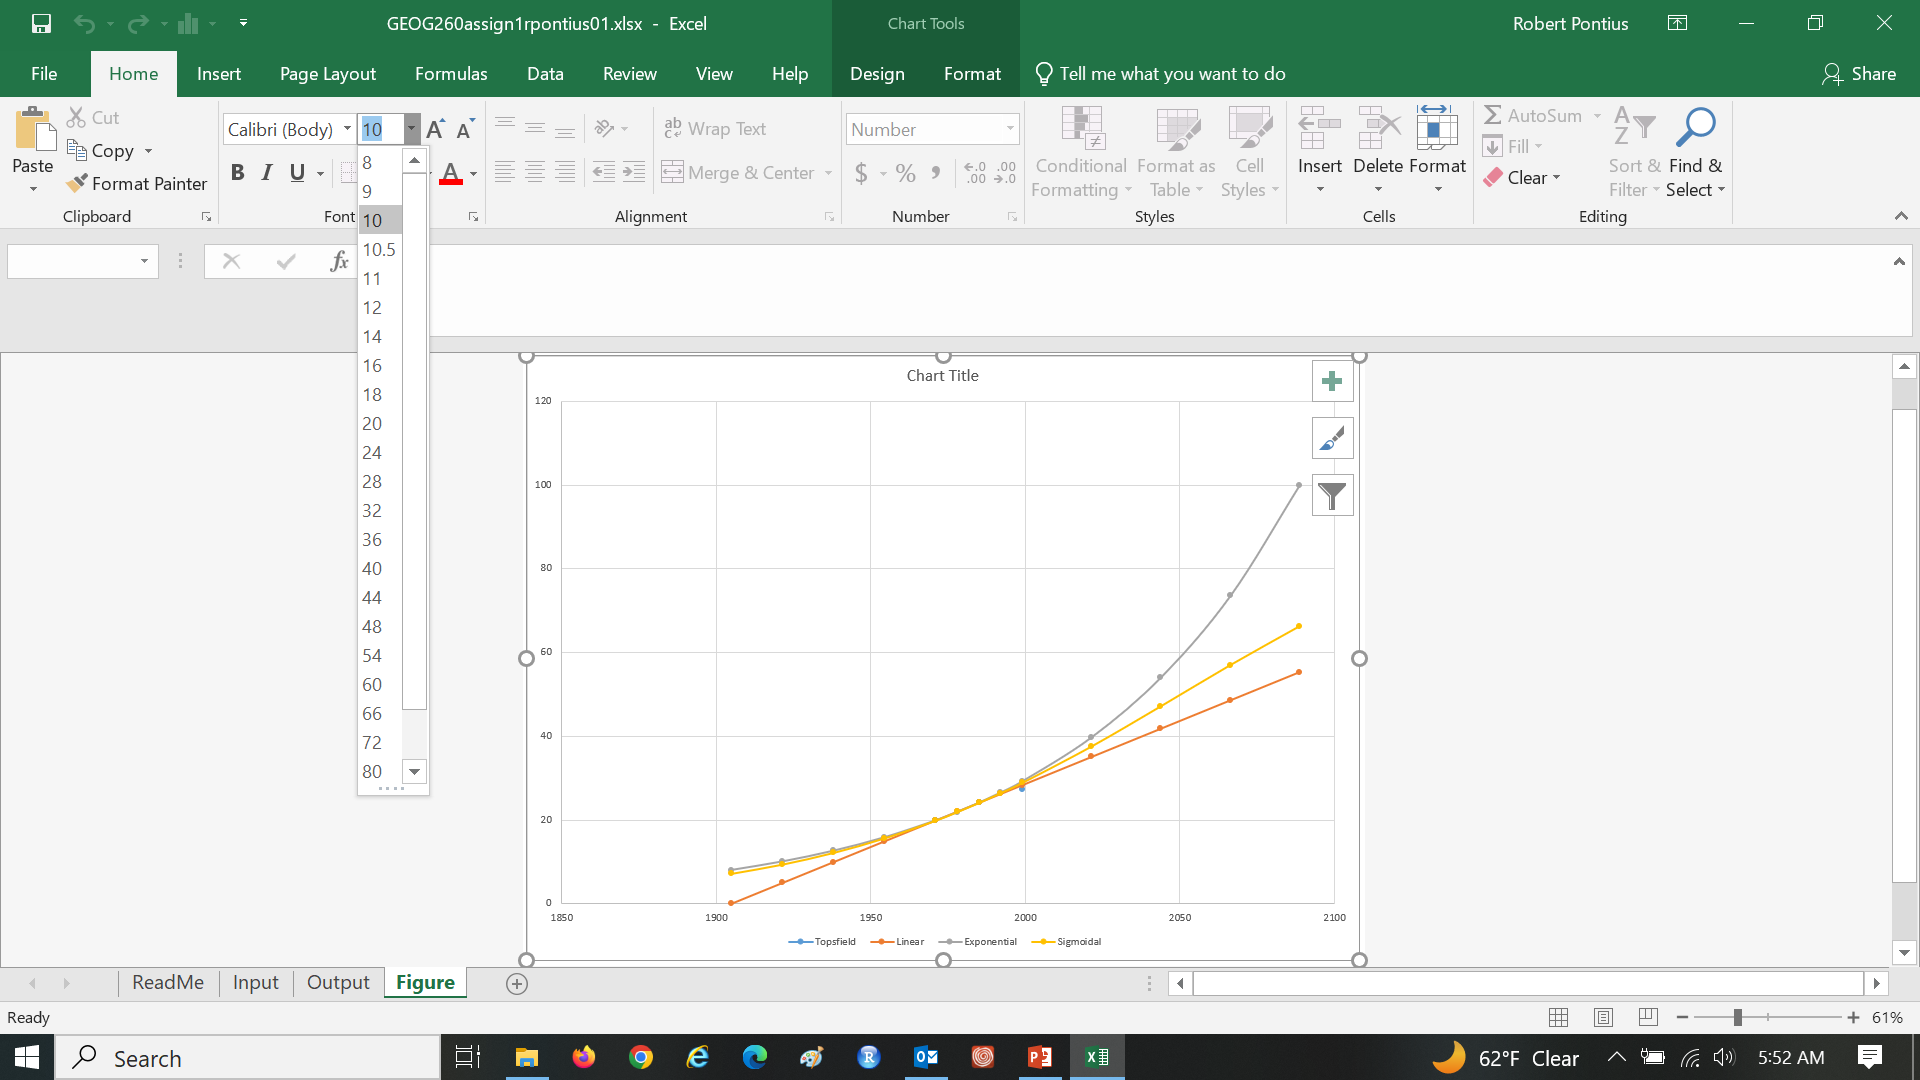 GEOG260assign1rpontius01.xlsx - Excel
Chart Tools
Robert Pontius
File Home Insert Page Layout Formulas Data Review View Help Design Format Tell me what you want to do Share
Paste
Cut
Copy
Format Painter
Clipboard
Calibri (Body) 10
B I U A
Font
ab Wrap Text
Merge & Center
Alignment
Number
$ % ,
Number
Conditional Formatting
Format as Table
Cell Styles
Styles
Insert Delete Format
Cells
AutoSum
Fill
Clear
Sort & Filter
Find & Select
Editing
fx
8
9
10
10.5
11
12
14
16
18
20
24
28
32
36
40
44
48
54
60
66
72
80
Chart Title
120
100
80
60
40
20
0
1850 1900 1950 2000 2050 2100
Topsfield Linear Exponential Sigmoidal
ReadMe Input Output Figure
Ready
61%
Search
62°F Clear
5:52 AM